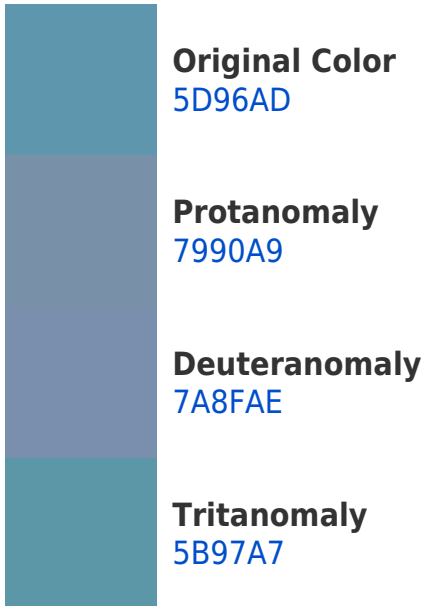 Original Color
5D96AD
Protanomaly
7990A9
Deuteranomaly
7A8FAE
Tritanomaly
5B97A7